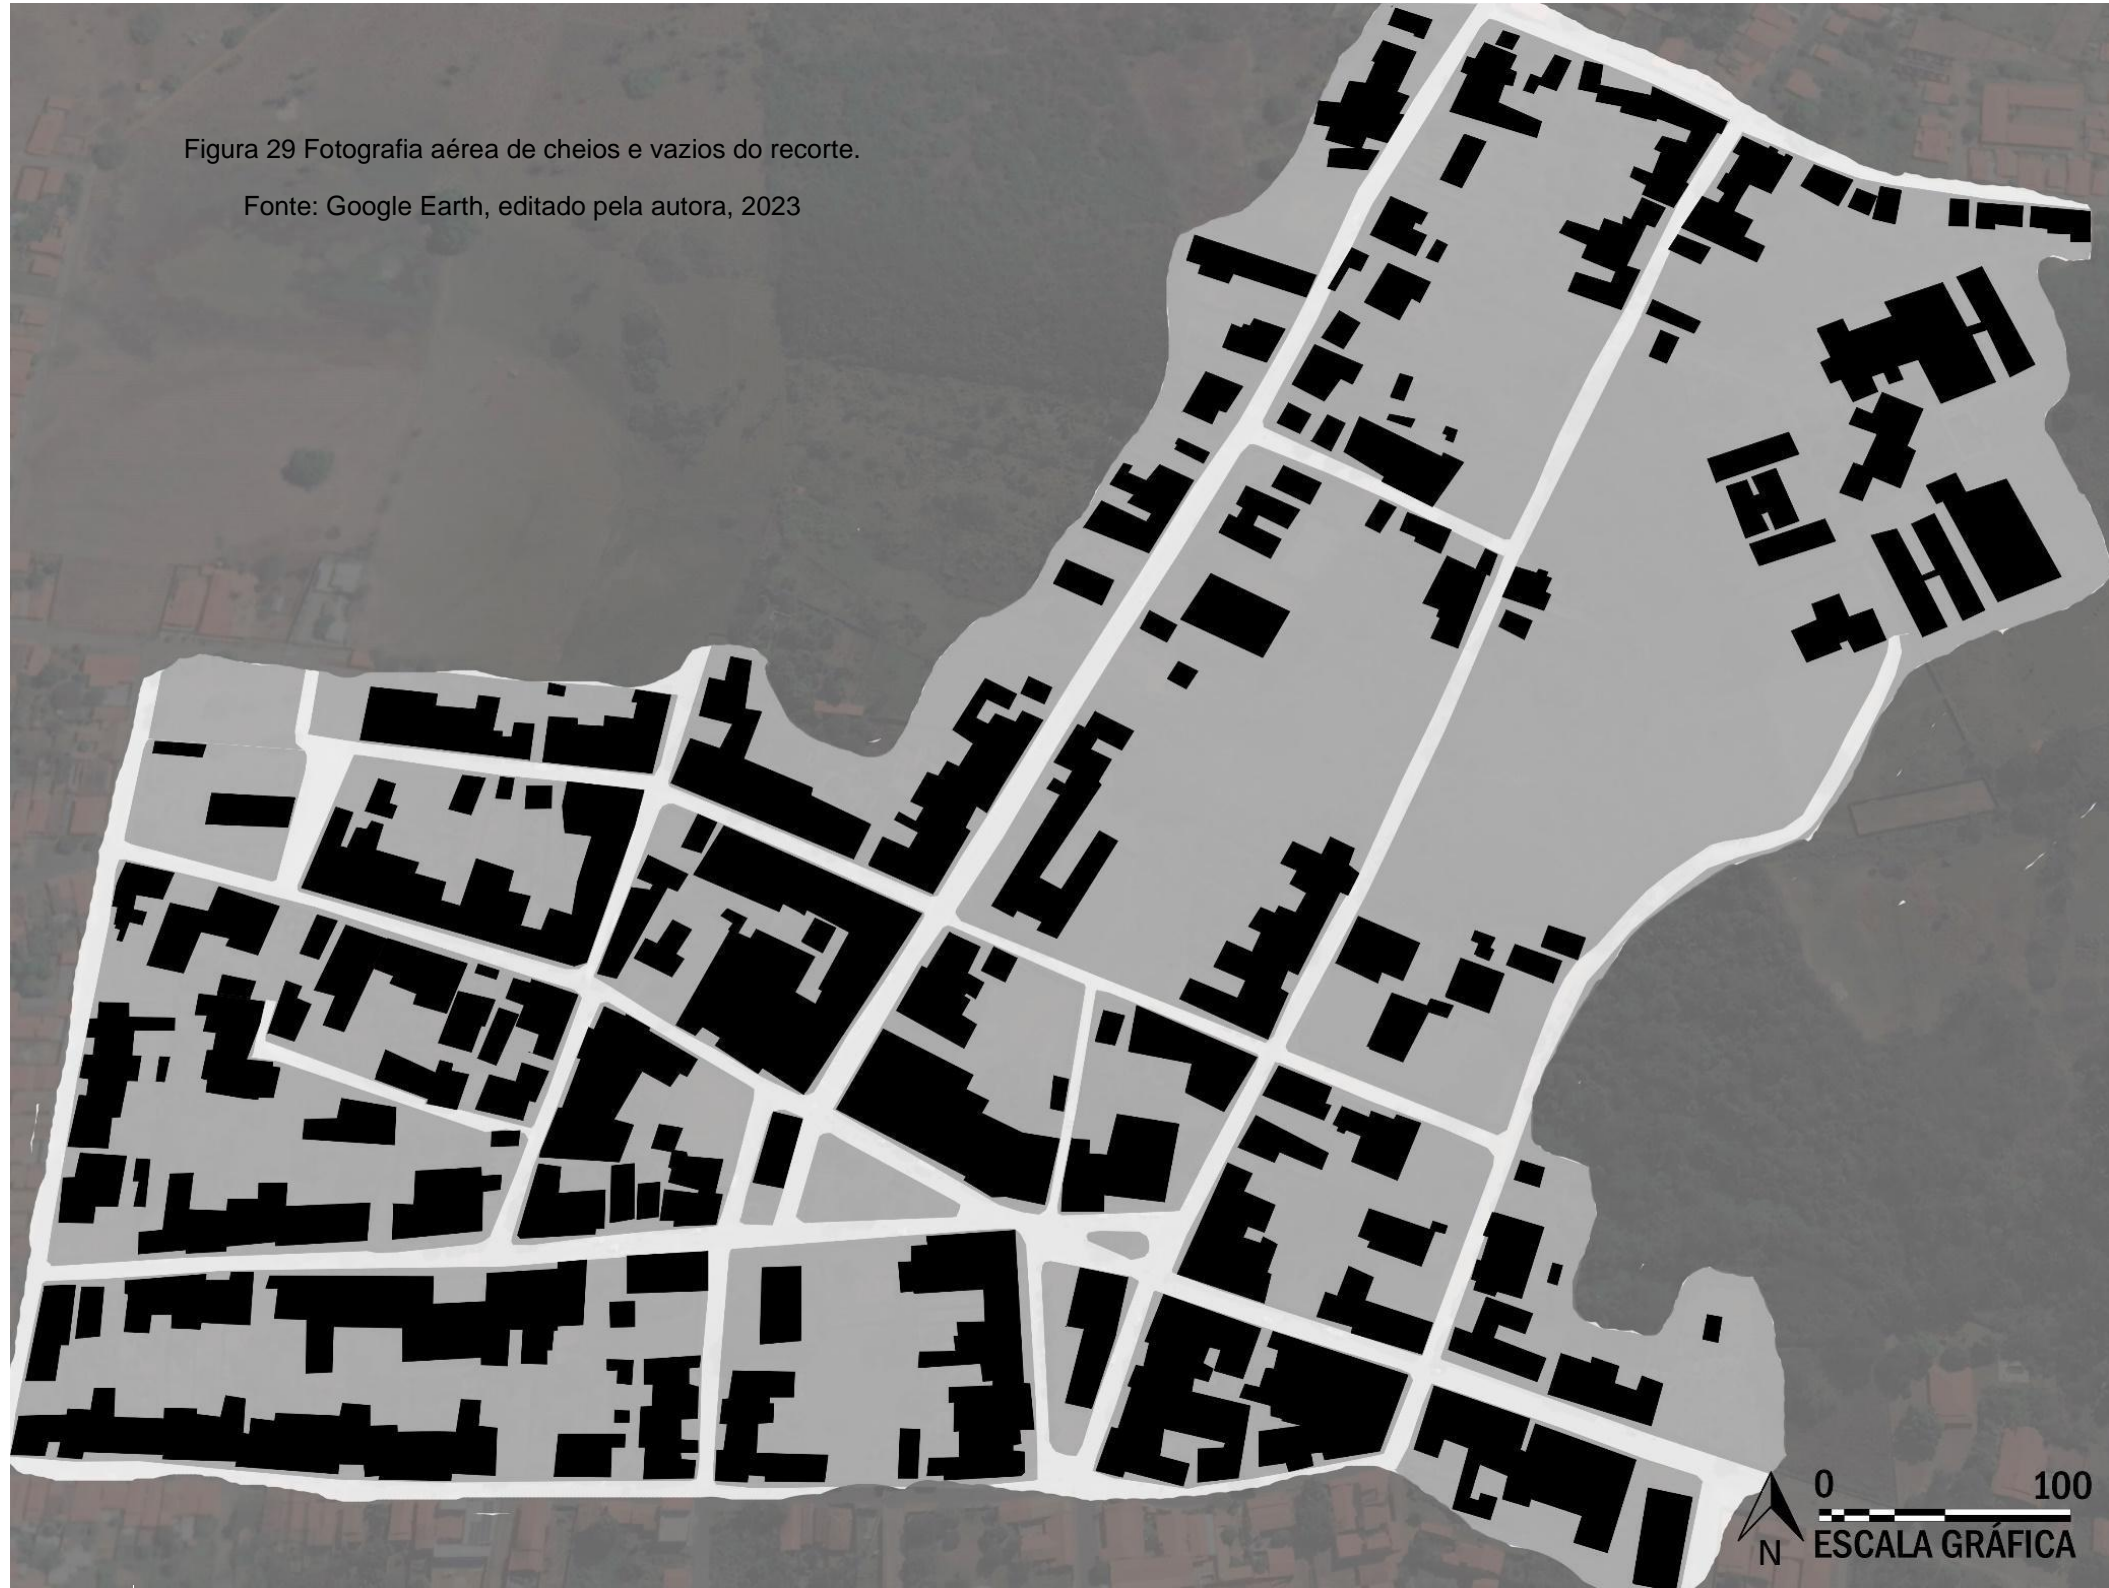 Figura 29 Fotografia aérea de cheios e vazios do recorte.
Fonte: Google Earth, editado pela autora, 2023
0 100
N ESCALA GRÁFICA